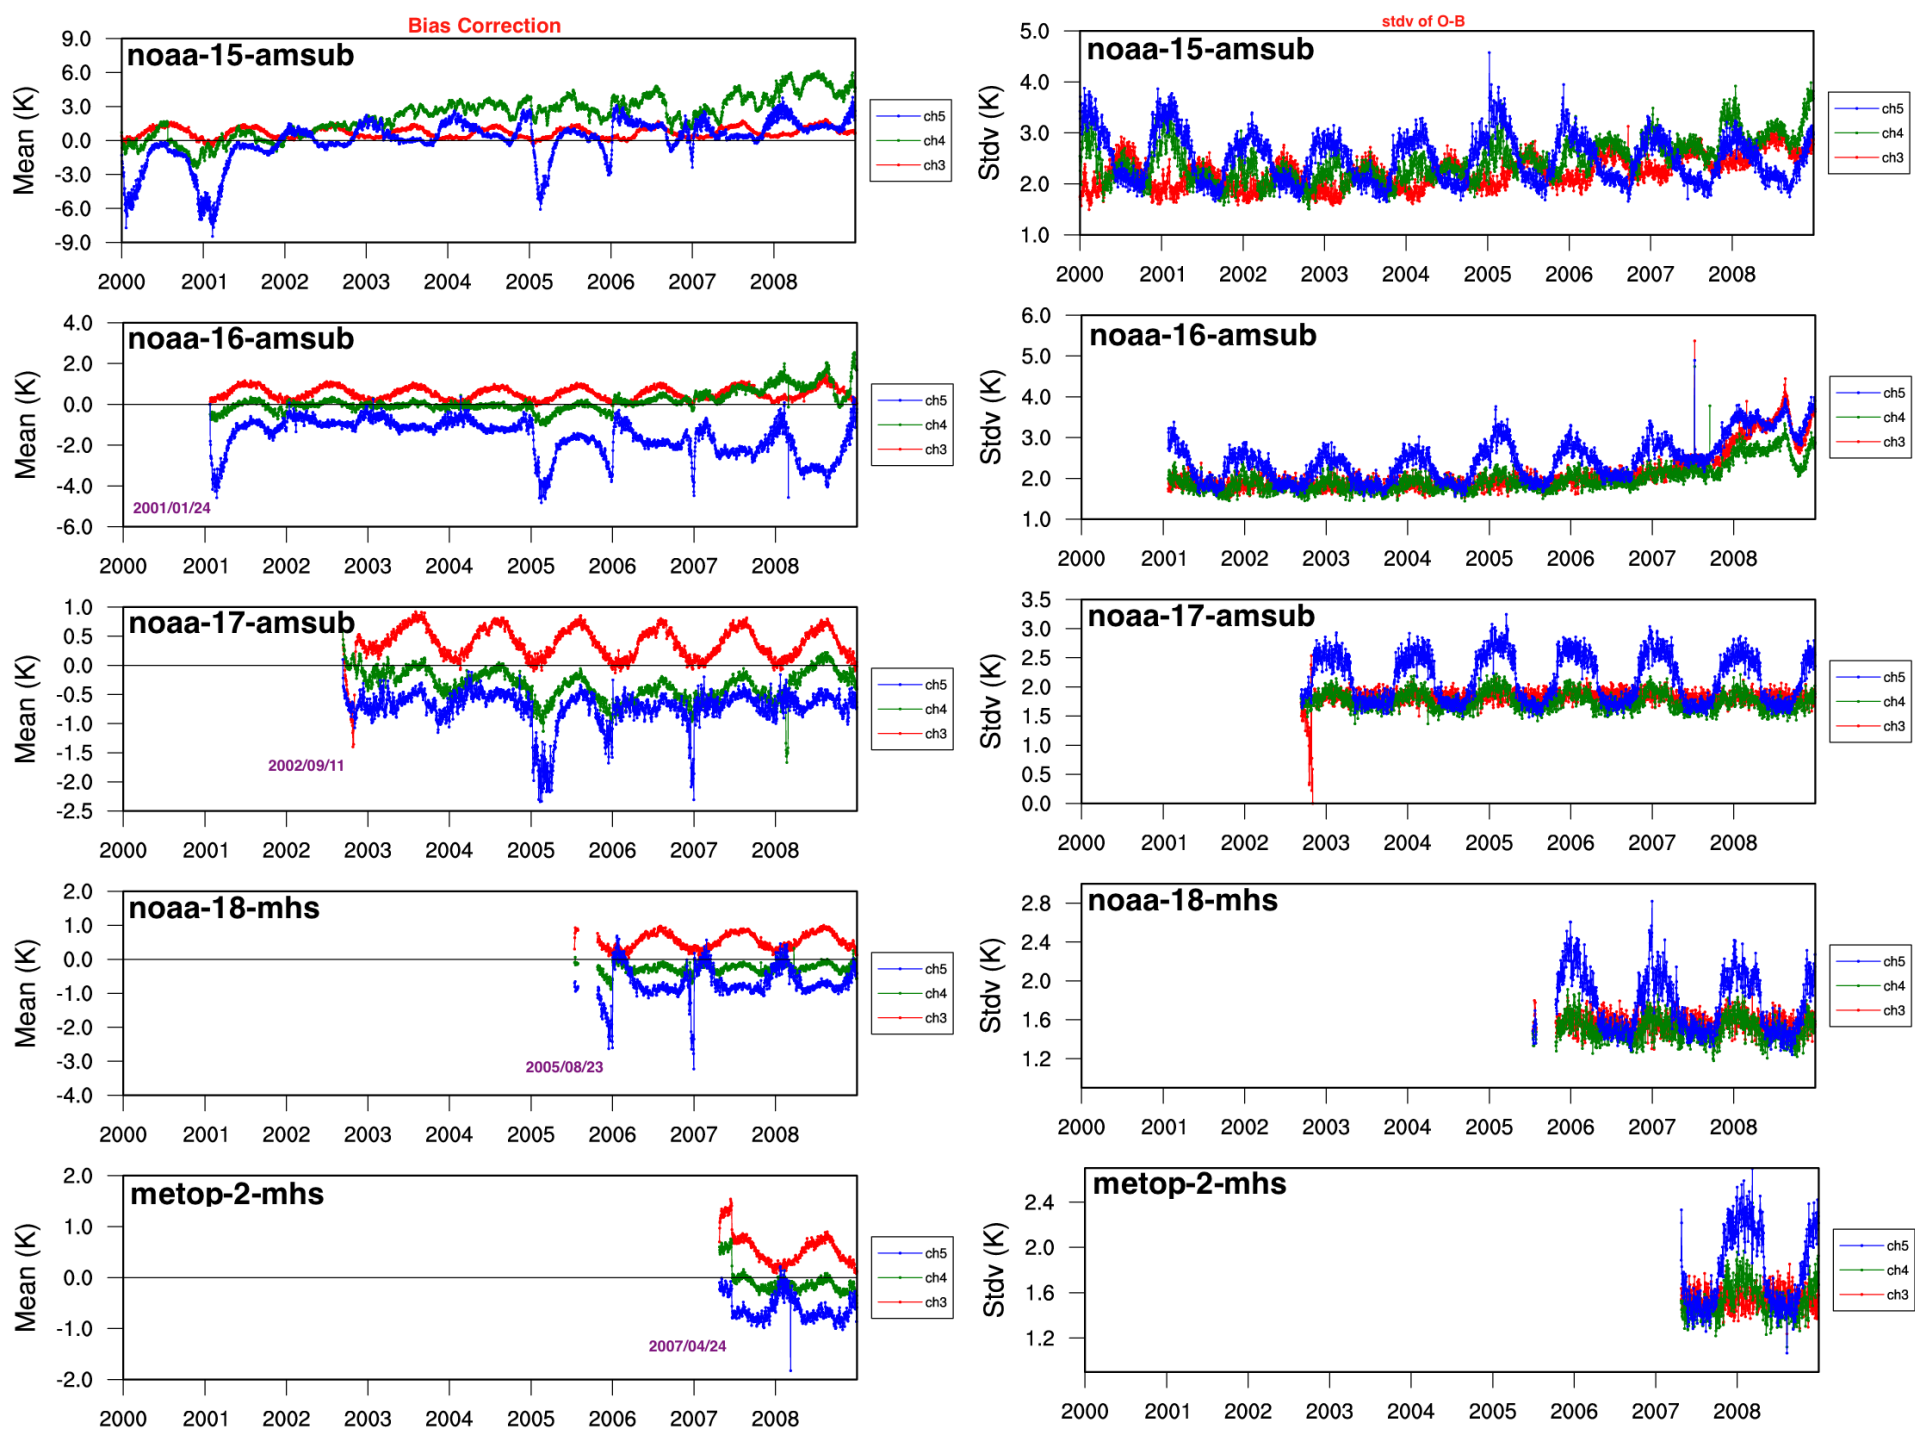 Bias Correction
noaa-15-amsub
Mean (K)
9.0
6.0
3.0
0.0
-3.0
-6.0
-9.0
2000 2001 2002 2003 2004 2005 2006 2007 2008
ch5
ch4
ch3
stdv of O-B
noaa-15-amsub
Stdv (K)
5.0
4.0
3.0
2.0
1.0
2000 2001 2002 2003 2004 2005 2006 2007 2008
ch5
ch4
ch3
noaa-16-amsub
Mean (K)
4.0
2.0
0.0
-2.0
-4.0
-6.0
2001/01/24
2000 2001 2002 2003 2004 2005 2006 2007 2008
ch5
ch4
ch3
noaa-16-amsub
Stdv (K)
6.0
5.0
4.0
3.0
2.0
1.0
2000 2001 2002 2003 2004 2005 2006 2007 2008
ch5
ch4
ch3
noaa-17-amsub
Mean (K)
1.0
0.5
0.0
-0.5
-1.0
-1.5
-2.0
-2.5
2002/09/11
2000 2001 2002 2003 2004 2005 2006 2007 2008
ch5
ch4
ch3
noaa-17-amsub
Stdv (K)
3.5
3.0
2.5
2.0
1.5
1.0
0.5
0.0
2000 2001 2002 2003 2004 2005 2006 2007 2008
ch5
ch4
ch3
noaa-18-mhs
Mean (K)
2.0
1.0
0.0
-1.0
-2.0
-3.0
-4.0
2005/08/23
2000 2001 2002 2003 2004 2005 2006 2007 2008
ch5
ch4
ch3
noaa-18-mhs
Stdv (K)
2.8
2.4
2.0
1.6
1.2
2000 2001 2002 2003 2004 2005 2006 2007 2008
ch5
ch4
ch3
metop-2-mhs
Mean (K)
2.0
1.0
0.0
-1.0
-2.0
2007/04/24
2000 2001 2002 2003 2004 2005 2006 2007 2008
ch5
ch4
ch3
metop-2-mhs
Stdv (K)
2.4
2.0
1.6
1.2
2000 2001 2002 2003 2004 2005 2006 2007 2008
ch5
ch4
ch3